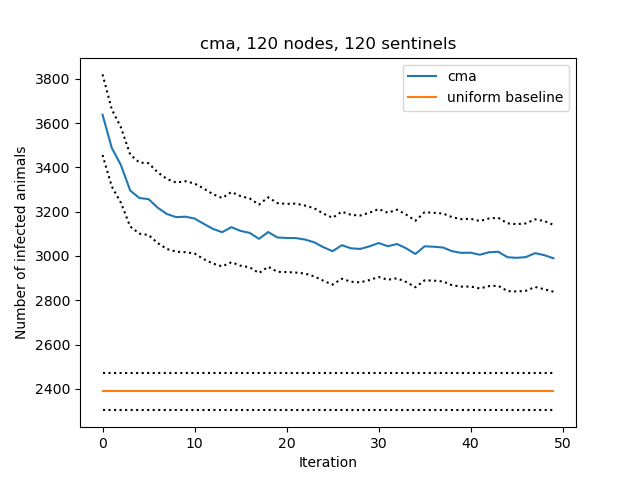 cma, 120 nodes, 120 sentinels
cma
uniform baseline
Number of infected animals
3800
3600
3400
3200
3000
2800
2600
2400
0 10 20 30 40 50
Iteration